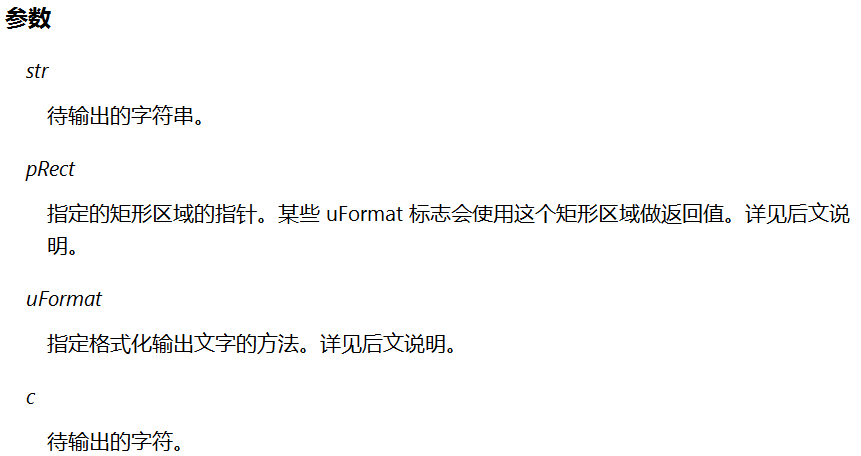 参数
str
待输出的字符串。
pRect
指定的矩形区域的指针。某些 uFormat 标志会使用这个矩形区域做返回值。详见后文说
明。
uFormat
指定格式化输出文字的方法。详见后文说明。
c
待输出的字符。